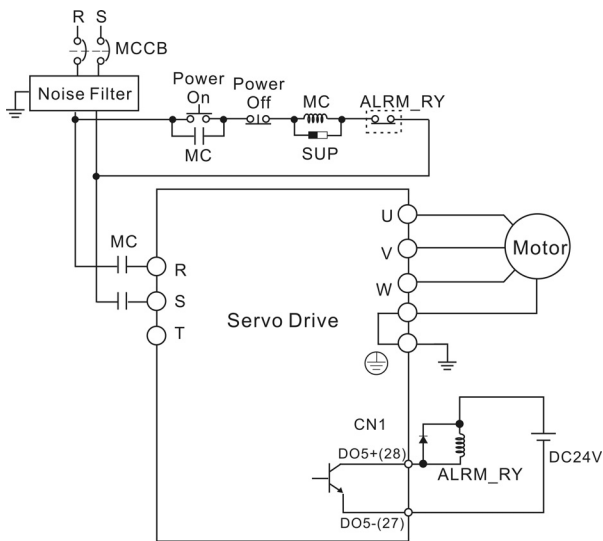 R S
MCCB
Noise Filter
Power
On
Power
Off
MC
ALRM_RY
MC
SUP
MC
R
S
T
Servo Drive
U
V
W
Motor
CN1
DO5+(28)
DO5-(27)
ALRM_RY
DC24V